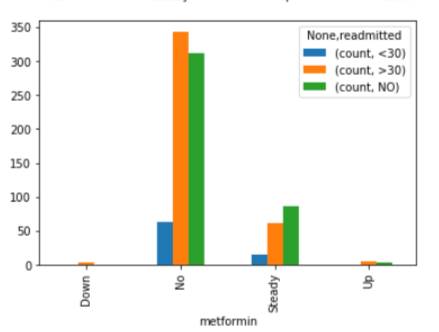 None,readmitted
(count, <30)
(count, >30)
(count, NO)
350
300
250
200
150
100
50
0
Down
No
Steady
Up
metformin